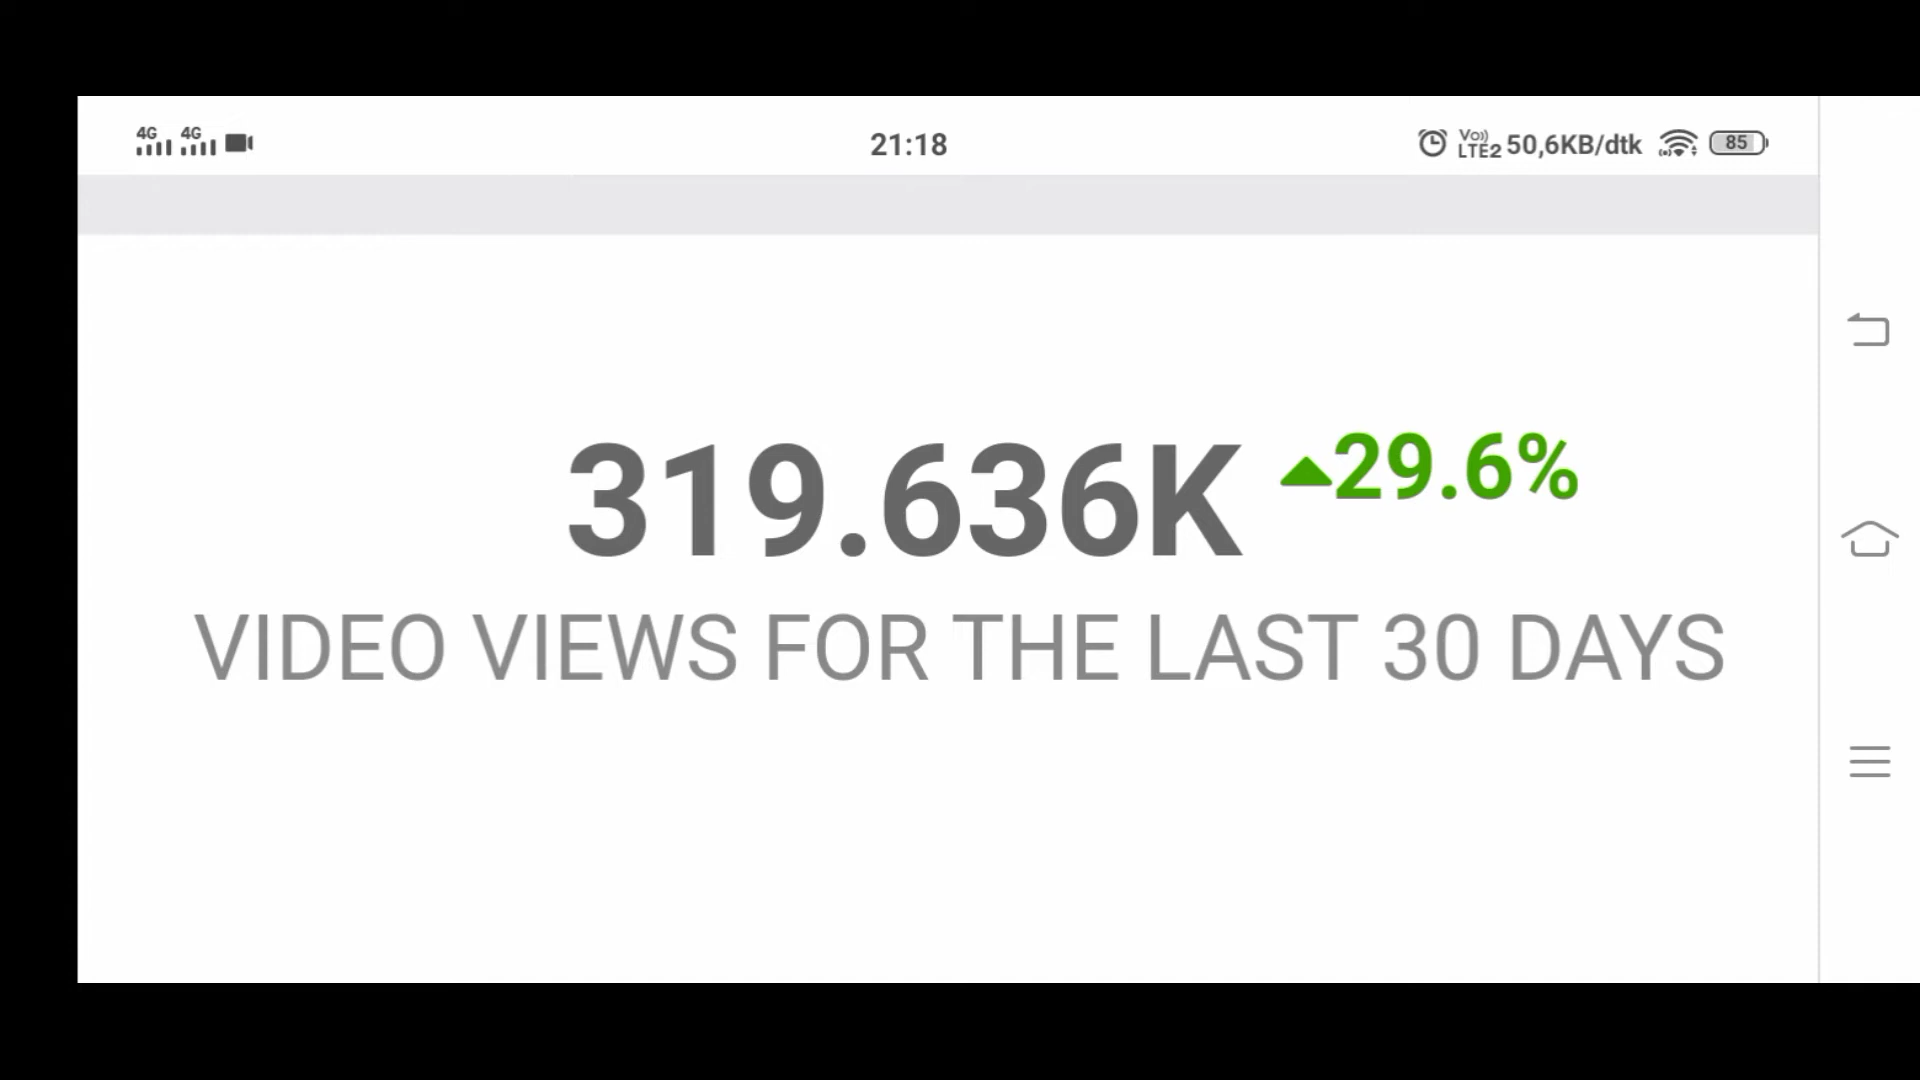 4G 4G 21:18 Vo)) LTE2 50,6KB/dtk 85
319.636K 29.6%
VIDEO VIEWS FOR THE LAST 30 DAYS